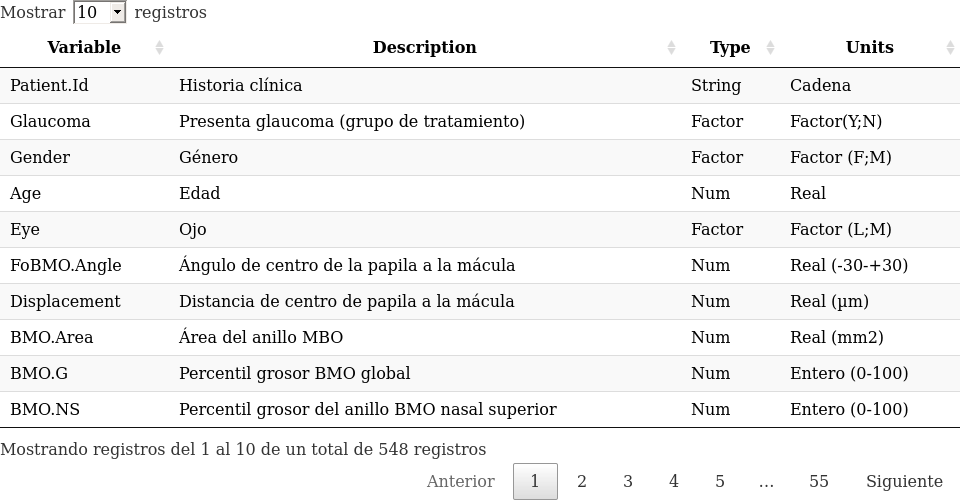 Mostrar 10 registros
Variable Description Type Units
Patient.Id Historia clínica String Cadena
Glaucoma Presenta glaucoma (grupo de tratamiento) Factor Factor(Y;N)
Gender Género Factor Factor (F;M)
Age Edad Num Real
Eye Ojo Factor Factor (L;M)
FoBMO.Angle Ángulo de centro de la papila a la mácula Num Real (-30-+30)
Displacement Distancia de centro de papila a la mácula Num Real (µm)
BMO.Area Área del anillo MBO Num Real (mm2)
BMO.G Percentil grosor BMO global Num Entero (0-100)
BMO.NS Percentil grosor del anillo BMO nasal superior Num Entero (0-100)
Mostrando registros del 1 al 10 de un total de 548 registros
Anterior 1 2 3 4 5 … 55 Siguiente